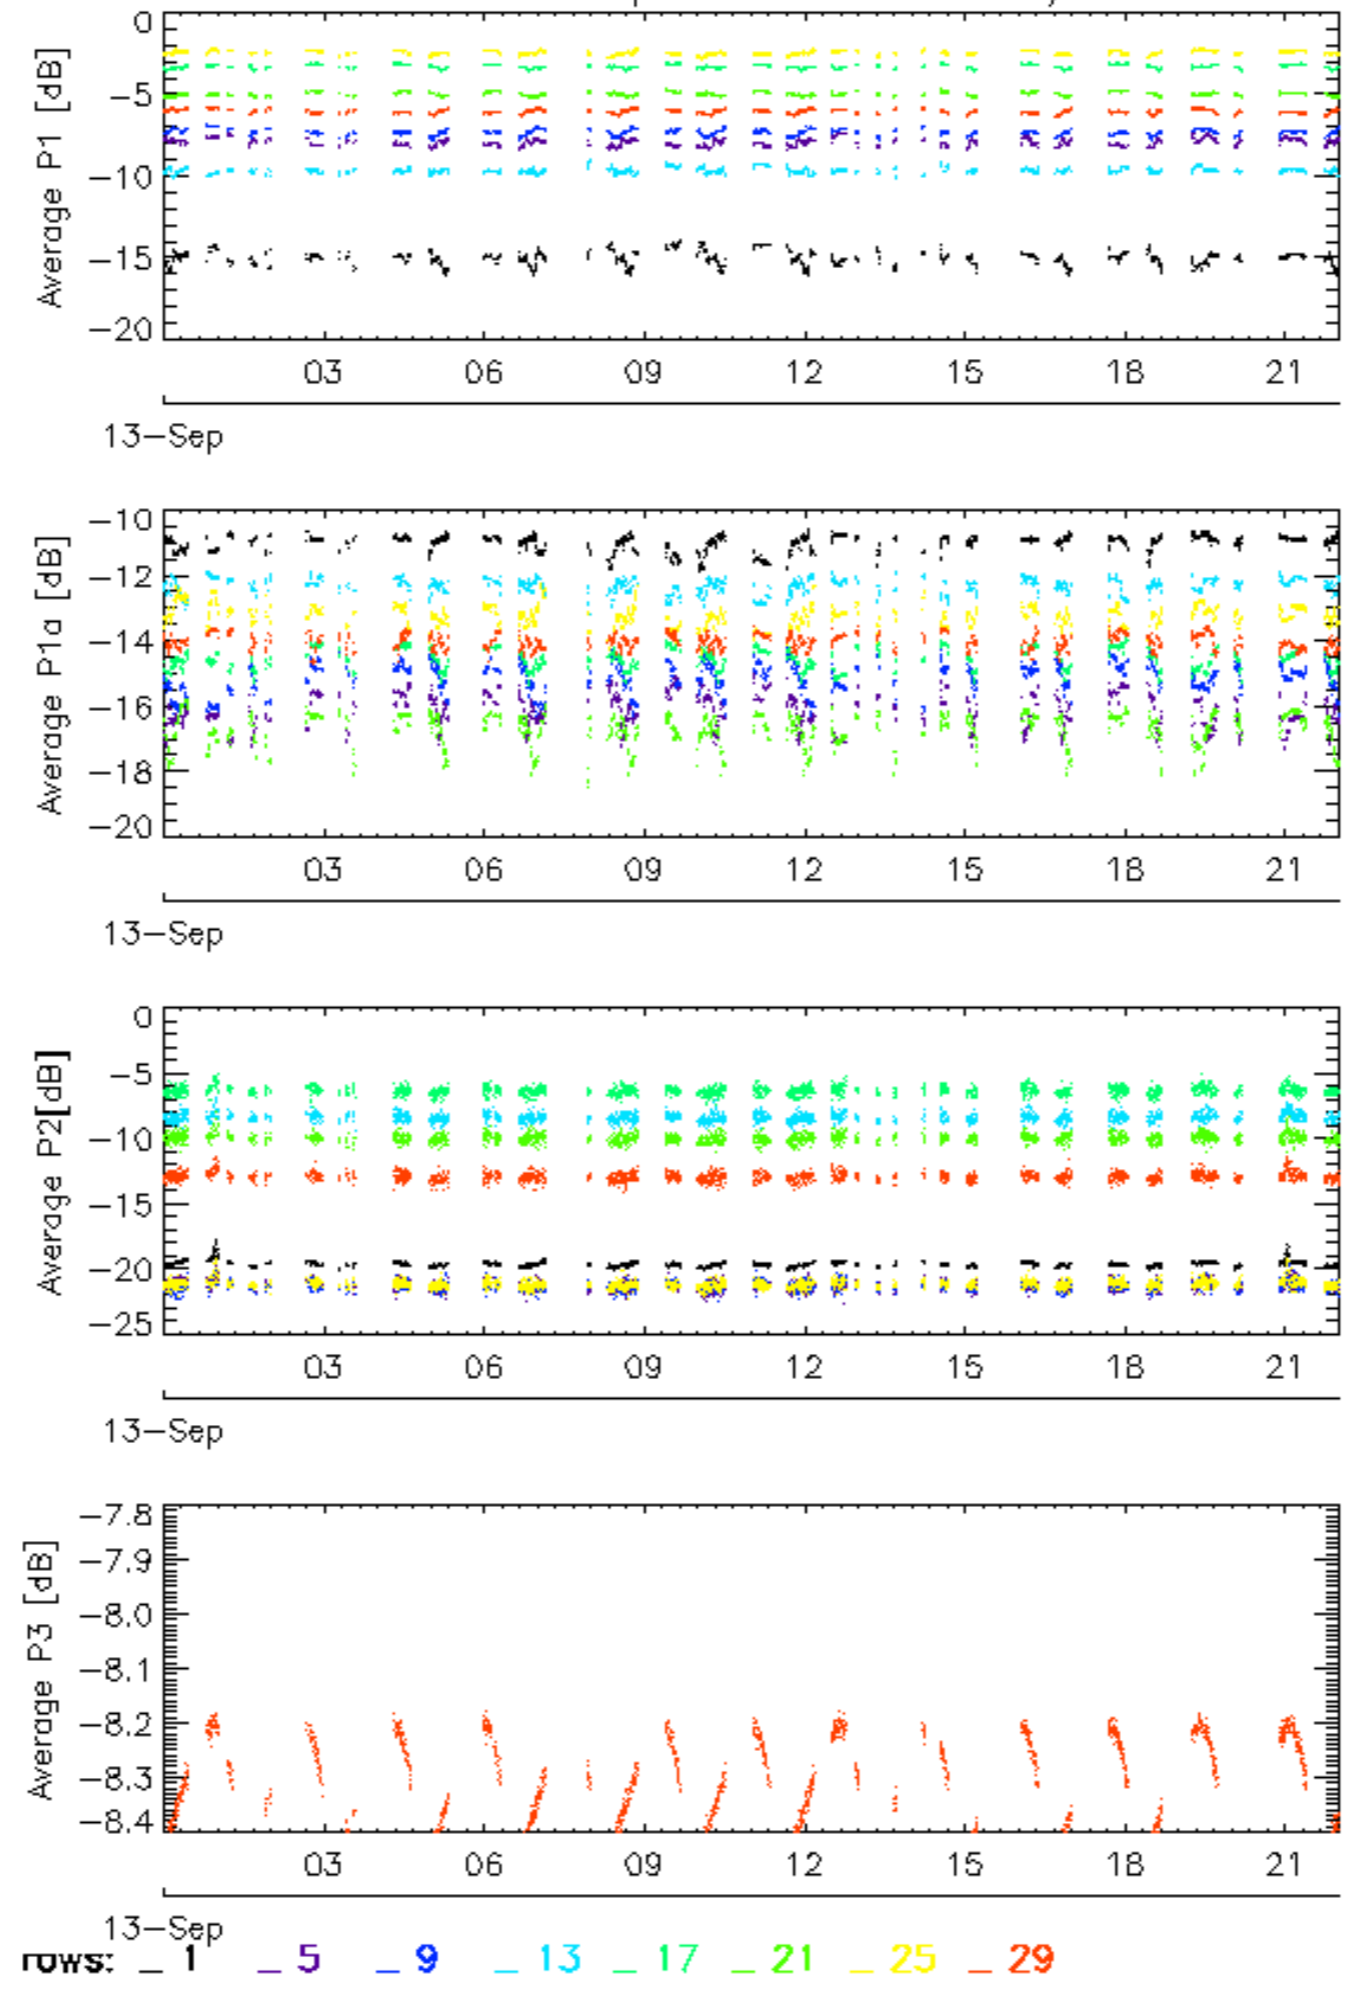 0
−5
−10
−15
−20
Average P1 [dB]
03 06 09 12 15 18 21
13−Sep
−10
−12
−14
−16
−18
−20
Average P1a [dB]
03 06 09 12 15 18 21
13−Sep
0
−5
−10
−15
−20
−25
Average P2[dB]
03 06 09 12 15 18 21
13−Sep
−7.8
−7.9
−8.0
−8.1
−8.2
−8.3
−8.4
Average P3 [dB]
03 06 09 12 15 18 21
13−Sep
rows: _ 1 _ 5 _ 9 _ 13 _ 17 _ 21 _ 25 _ 29